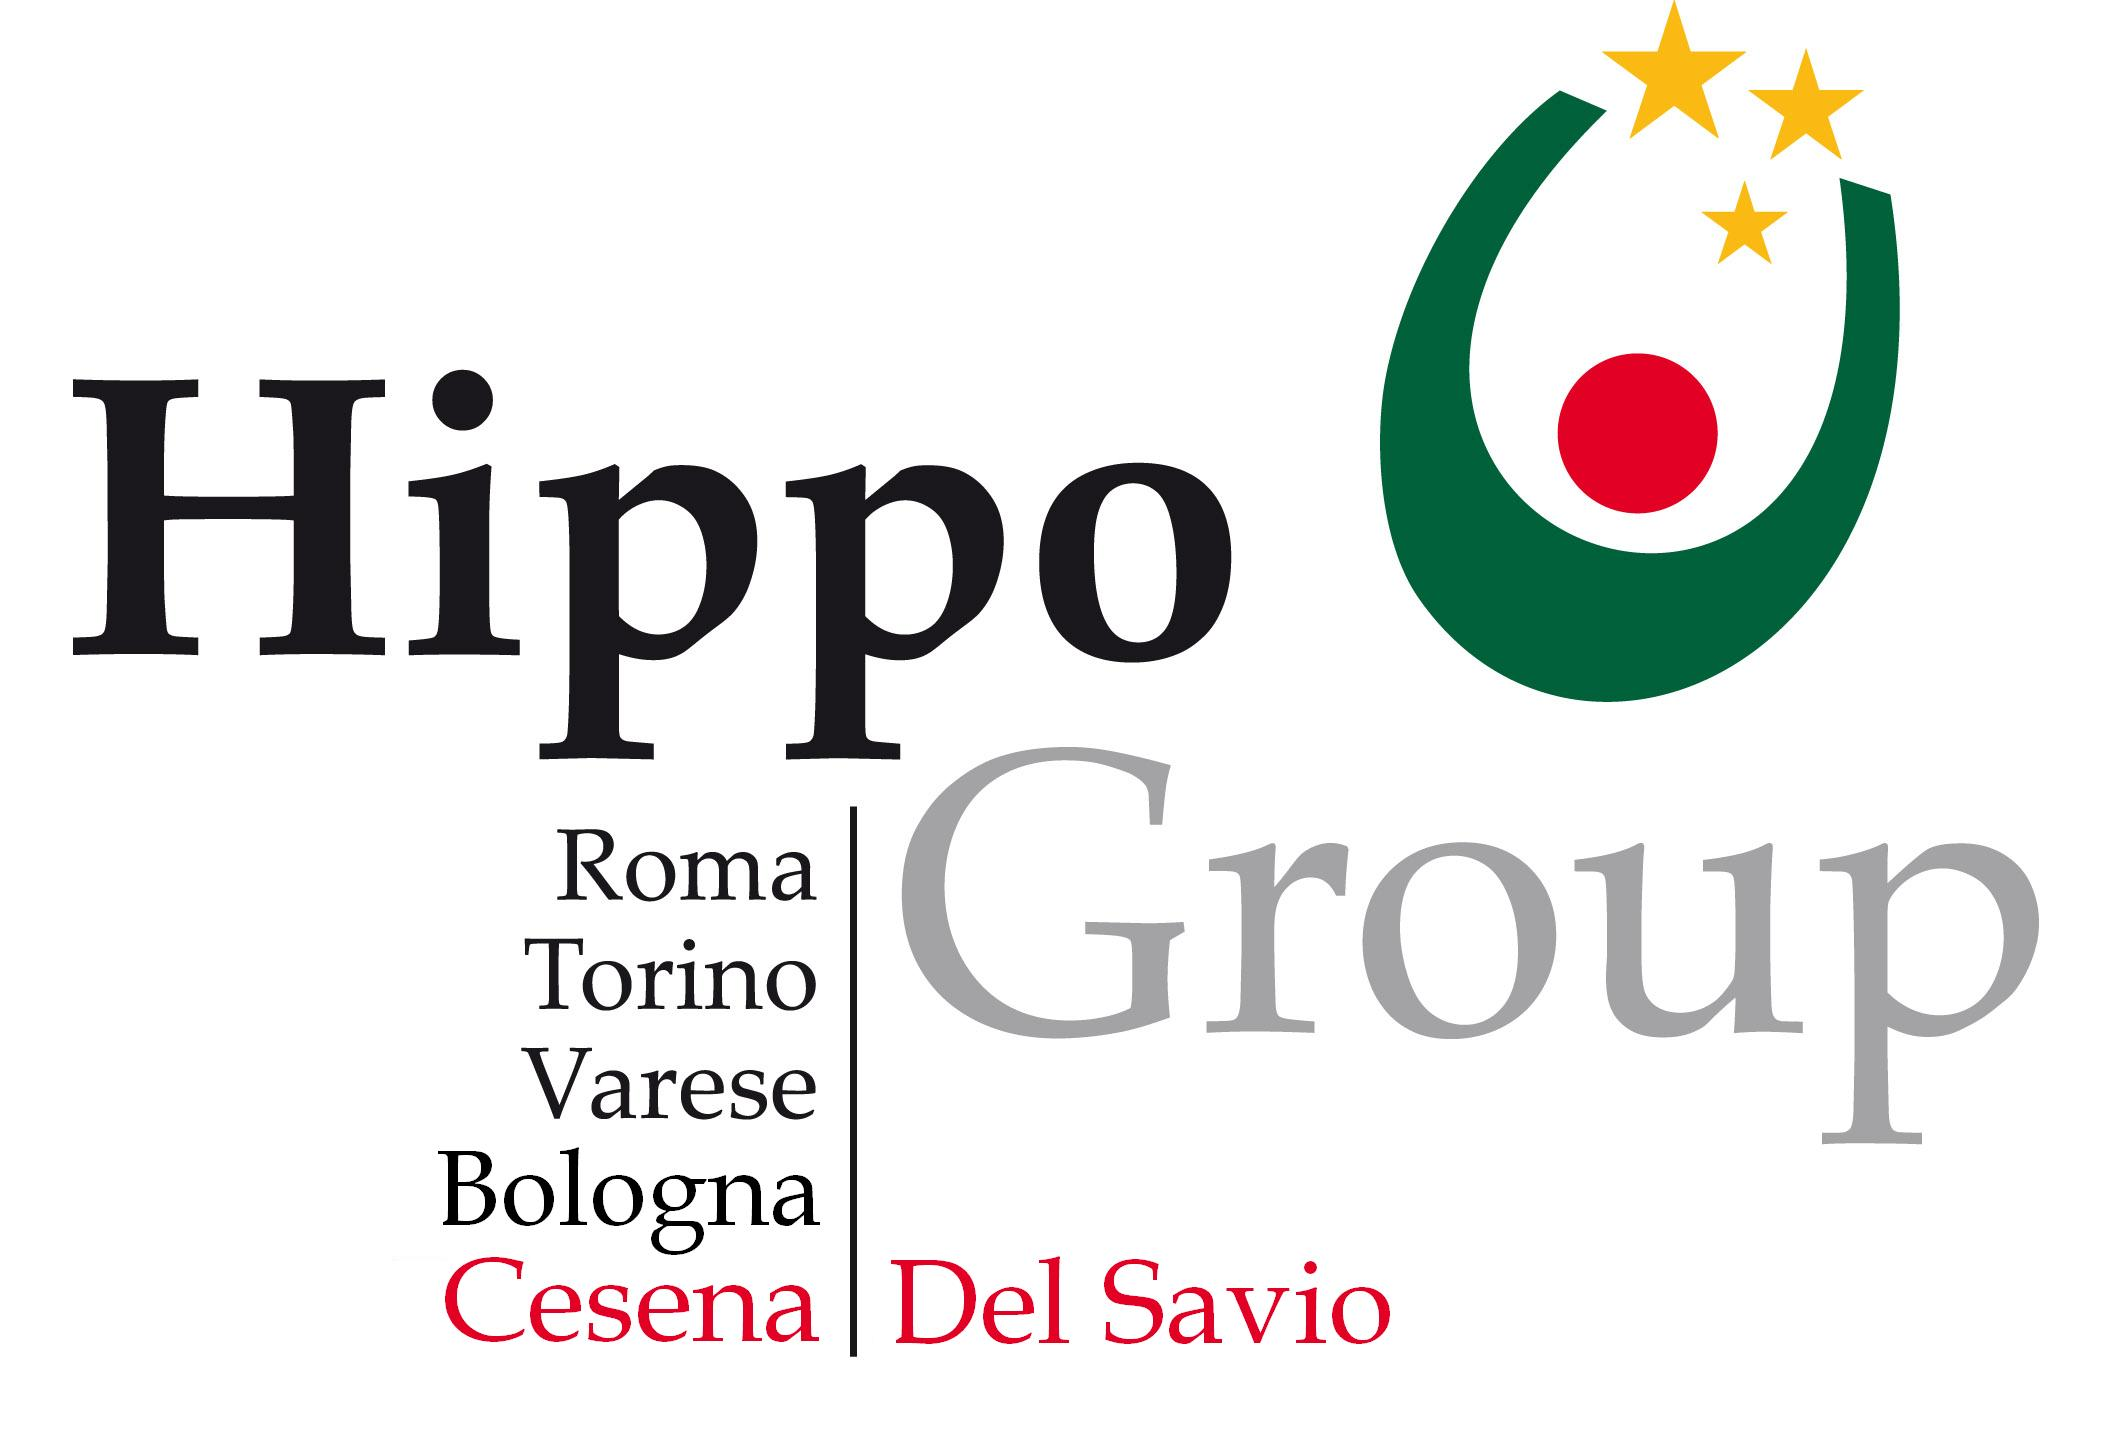 Hippo
Group
Roma
Torino
Varese
Bologna
Cesena Del Savio